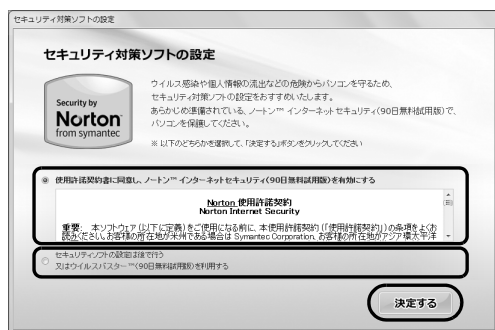 セキュリティ対策ソフトの設定
セキュリティ対策ソフトの設定
Security by
Norton
from symantec
ウイルス感染や個人情報の流出などの危険からパソコンを守るため、
セキュリティ対策ソフトの設定をおすすめいたします。
あらかじめ準備されている、ノートン™ インターネットセキュリティ(90日無料試用版)で、
パソコンを保護してください。
※ 以下のどちらかを選択して、「決定する」ボタンをクリックしてください
使用許諾契約書に同意し、ノートン™ インターネットセキュリティ(90日無料試用版)を有効にする
Norton 使用許諾契約
Norton Internet Security
重要: 本ソフトウェア(以下に定義)をご使用になる前に、本使用許諾契約(「使用許諾契約」)の条項をよくお
読みください。お客様の所在地が米州である場合は Symantec Corporation、お客様の所在地がアジア環太平洋
セキュリティソフトの設定は後で行う
又はウイルスバスター™(90日無料試用版)を利用する
決定する